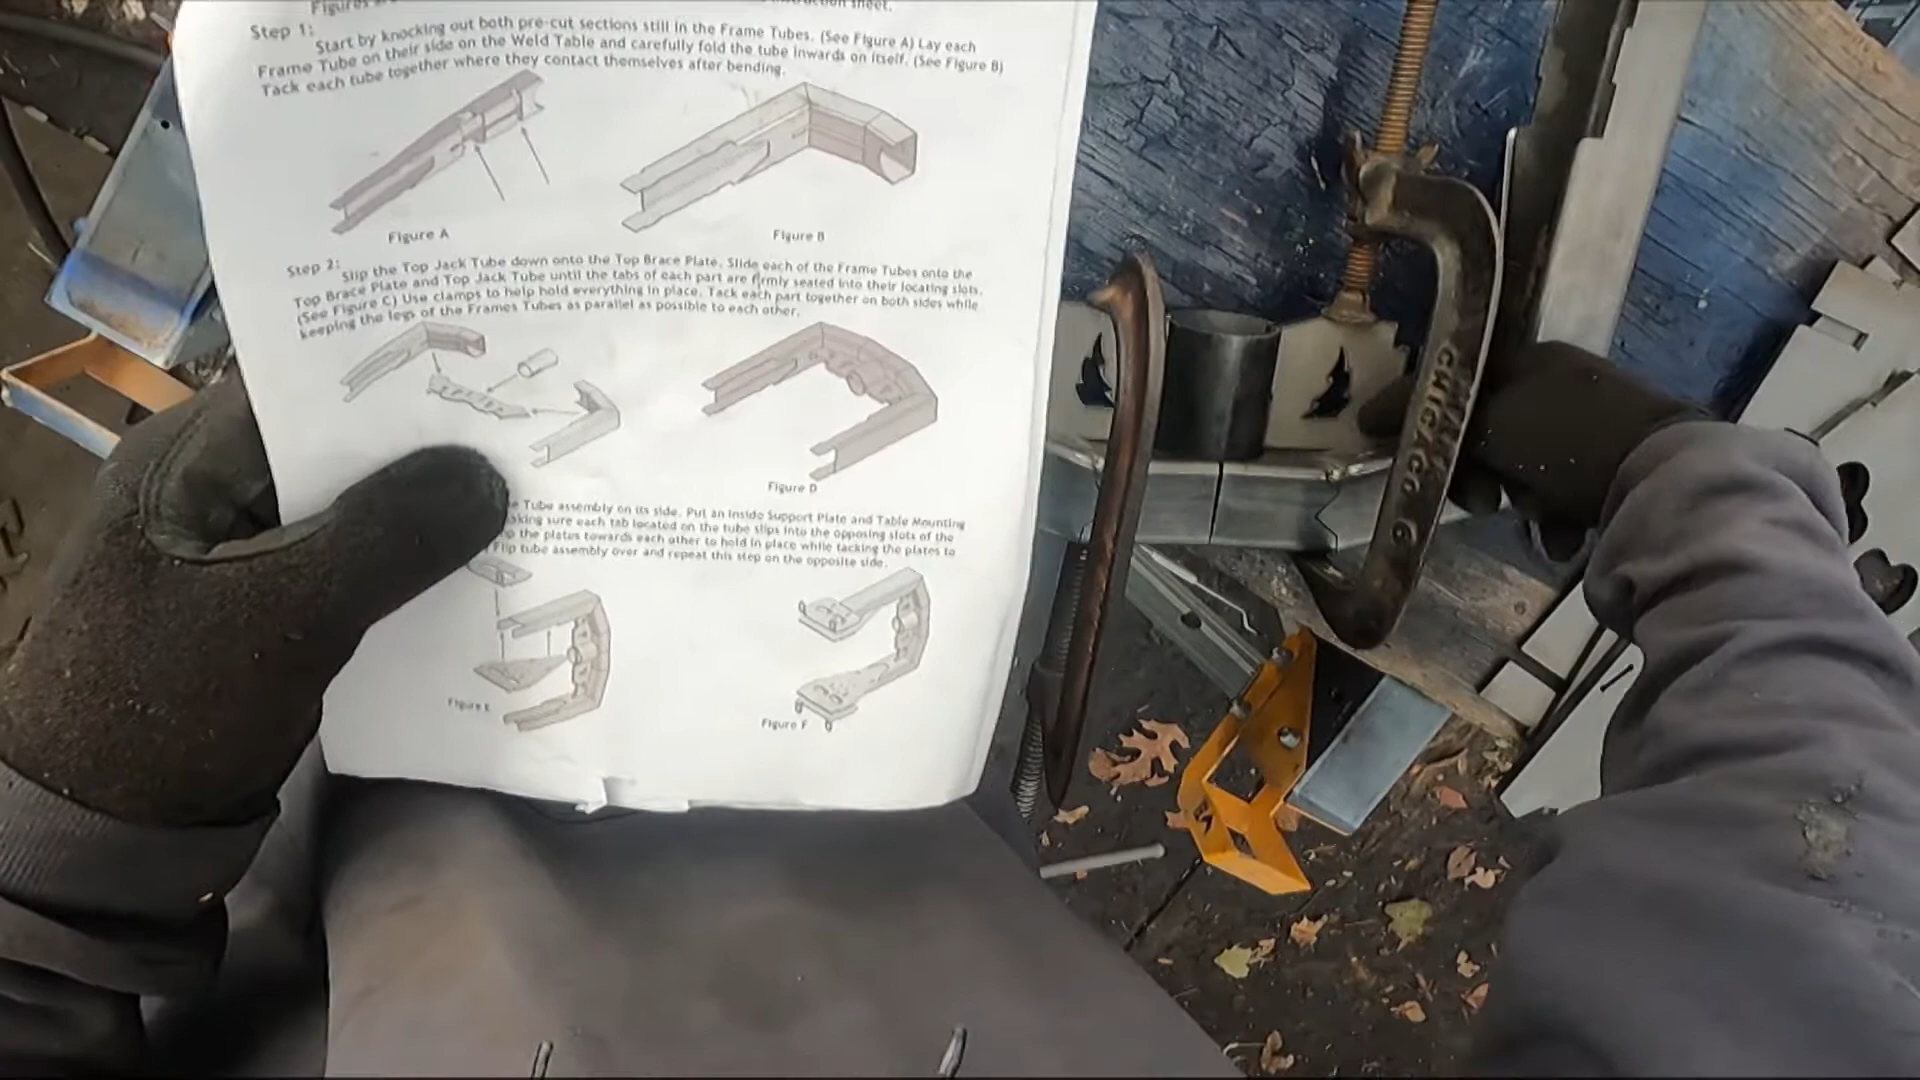 Figures
uction sheet.
Step 1:
Start by knocking out both pre-cut sections still in the Frame Tubes. (See Figure A) Lay each
Frame Tube on their side on the Weld Table and carefully fold the tube inwards on itself. (See Figure B)
Tack each tube together where they contact themselves after bending.
Figure A
Figure B
Step 2:
Slip the Top Jack Tube down onto the Top Brace Plate. Slide each of the Frame Tubes onto the
Top Brace Plate and Top Jack Tube until the tabs of each part are firmly seated into their locating slots.
(See Figure C) Use clamps to help hold everything in place. Tack each part together on both sides while
keeping the legs of the Frames Tubes as parallel as possible to each other.
Figure D
e Tube assembly on its side. Put an Inside Support Plate and Table Mounting
aking sure each tab located on the tube slips into the opposing slots of the
p the plates towards each other to hold in place while tacking the plates to
Flip tube assembly over and repeat this step on the opposite side.
Figure E
Figure F
CHICAGO 6